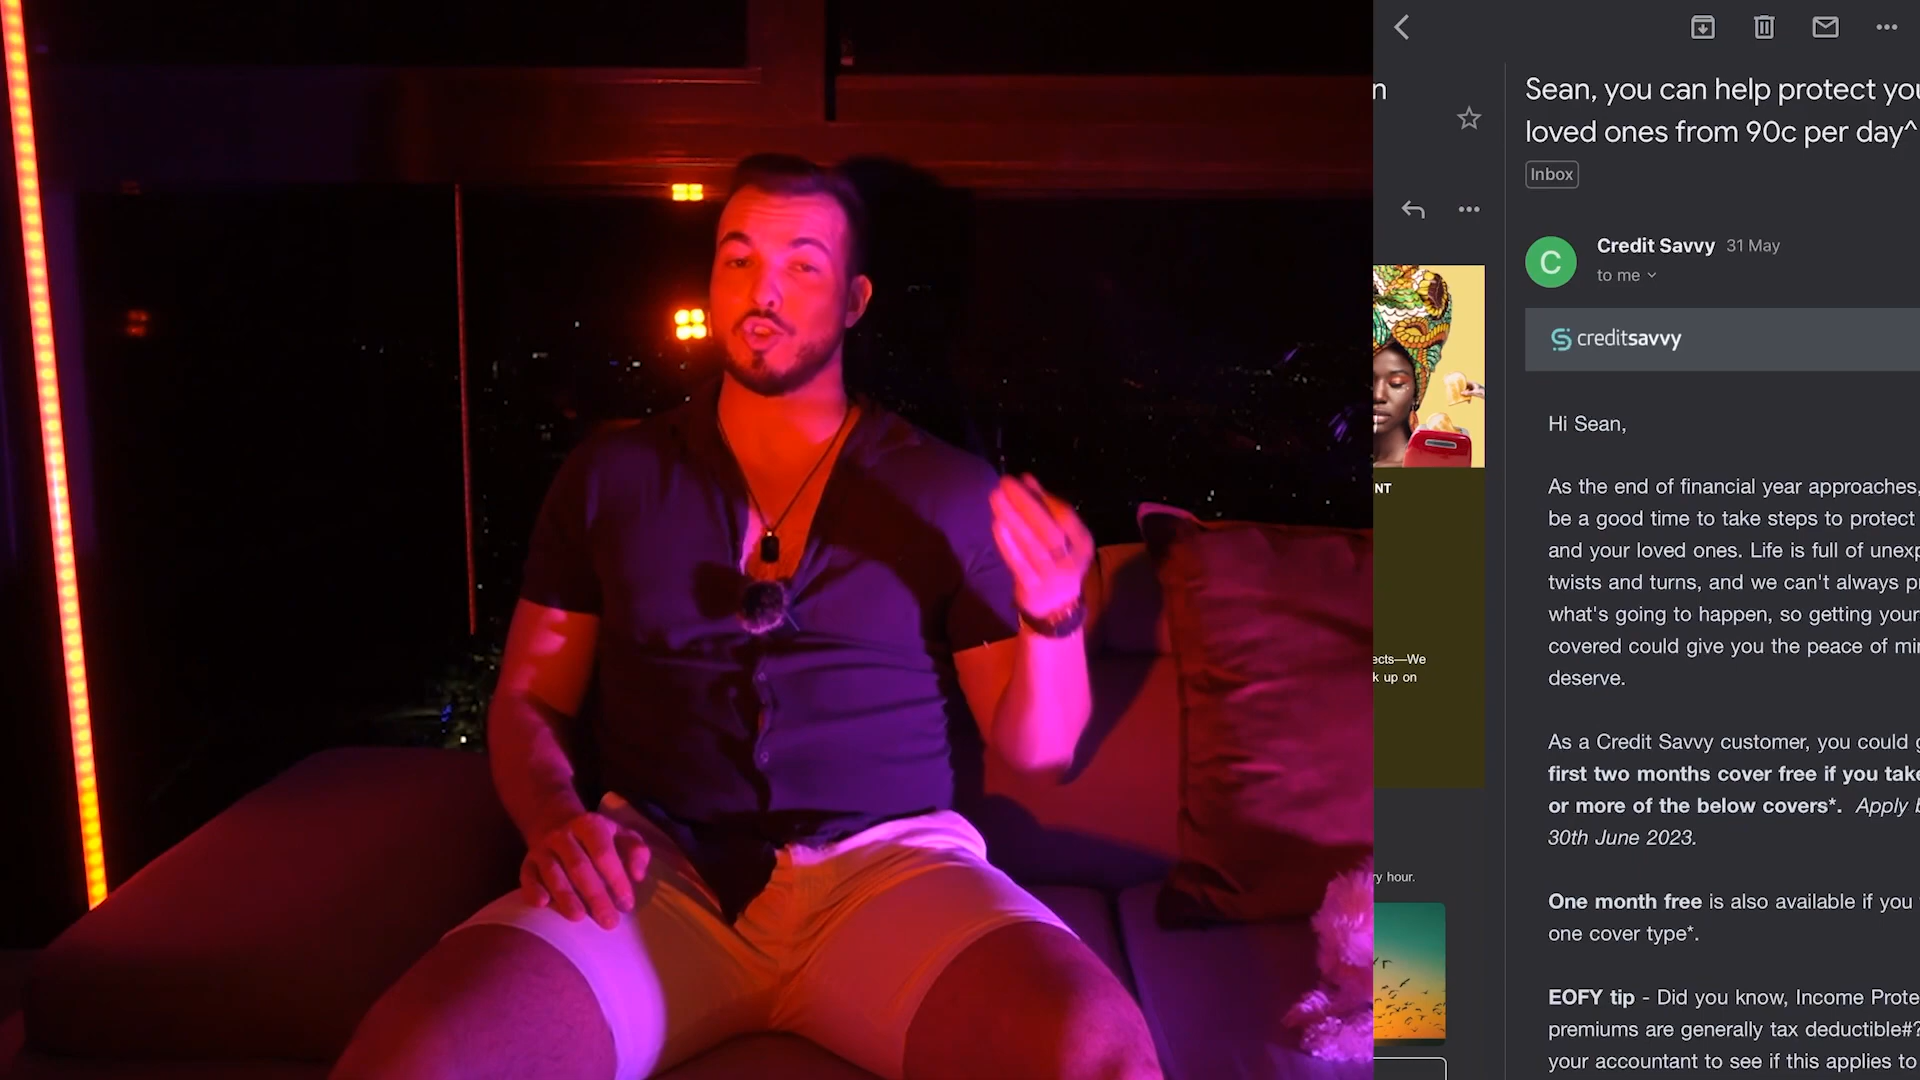 n
NT
ects—We
k up on
ry hour.
Sean, you can help protect you
loved ones from 90c per day^
Inbox
C
Credit Savvy 31 May
to me
creditsavvy
Hi Sean,
As the end of financial year approaches,
be a good time to take steps to protect
and your loved ones. Life is full of unexp
twists and turns, and we can't always p
what's going to happen, so getting your
covered could give you the peace of mi
deserve.
As a Credit Savvy customer, you could g
first two months cover free if you take
or more of the below covers*. Apply b
30th June 2023.
One month free is also available if you
one cover type*.
EOFY tip - Did you know, Income Prote
premiums are generally tax deductible#?
your accountant to see if this applies to